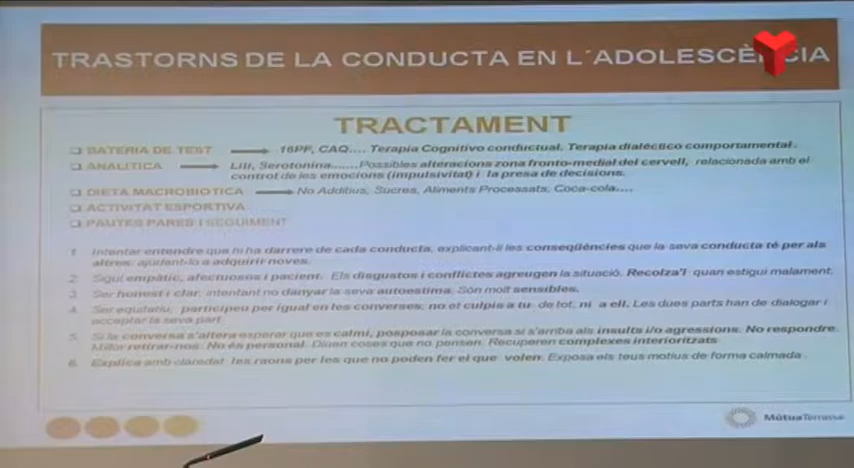 TRASTORNS DE LA CONDUCTA EN L´ADOLESCÈNCIA
TRACTAMENT
BATERIA DE TEST 16PF, CAQ.... Terapia Cognitivo conductual. Terapia dialéctico comportamental.
ANALÍTICA Liti, Serotonina.......Possibles alteracions zona fronto-medial del cervell, relacionada amb el
control de les emocions (impulsivitat) i la presa de decisions.
DIETA MACROBIOTICA No Additius, Sucres, Aliments Processats, Coca-cola....
ACTIVITAT ESPORTIVA
PAUTES PARES I SEGUIMENT
1. Intentar entendre que hi ha darrere de cada conducta, explicant-li les conseqüències que la seva conducta té per als
altres, ajudant-lo a adquirir-noves.
2. Sigui empàtic, afectuosos i pacient. Els disgustos i conflictes agreugen la situació. Recolza'l quan estigui malament.
3. Ser honest i clar, intentant no danyar la seva autoestima. Són molt sensibles.
4. Ser equitatiu, participeu per igual en les converses, no el culpis a tu de tot, ni a ell. Les dues parts han de dialogar i
acceptar la seva part.
5. Si la conversa s'altera esperar que es calmi, posposar la conversa si s'arriba als insults i/o agressions. No respondre.
Millor retirar-nos. No és personal. Diuen coses que no pensen. Recuperen complexes interioritzats.
6. Explica amb claredat les raons per les que no poden fer el que volen. Exposa els teus motius de forma calmada.
MútuaTerrassa